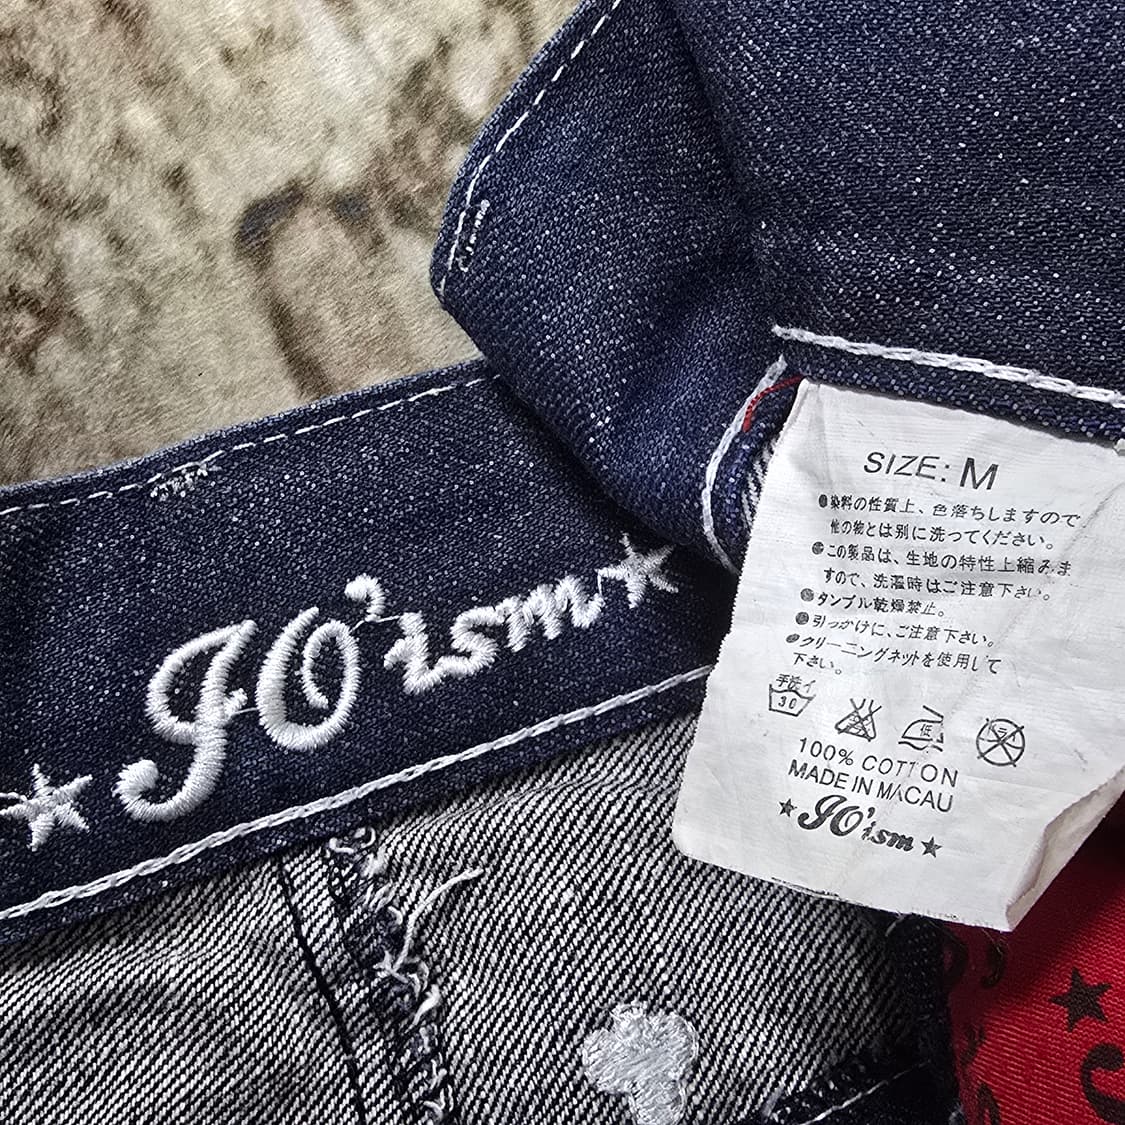 ★JO'ism★
SIZE: M
●染料の性質上、色落ちしますので
他の物とは別に洗ってください。
●この製品は、生地の特性上縮みま
すので、洗濯時はご注意下さい。
●タンブル乾燥禁止。
●引っかけに、ご注意下さい。
●クリーニングネットを使用して
下さい。
手洗イ
30 低
100% COTTON
MADE IN MACAU
★JO'ism★